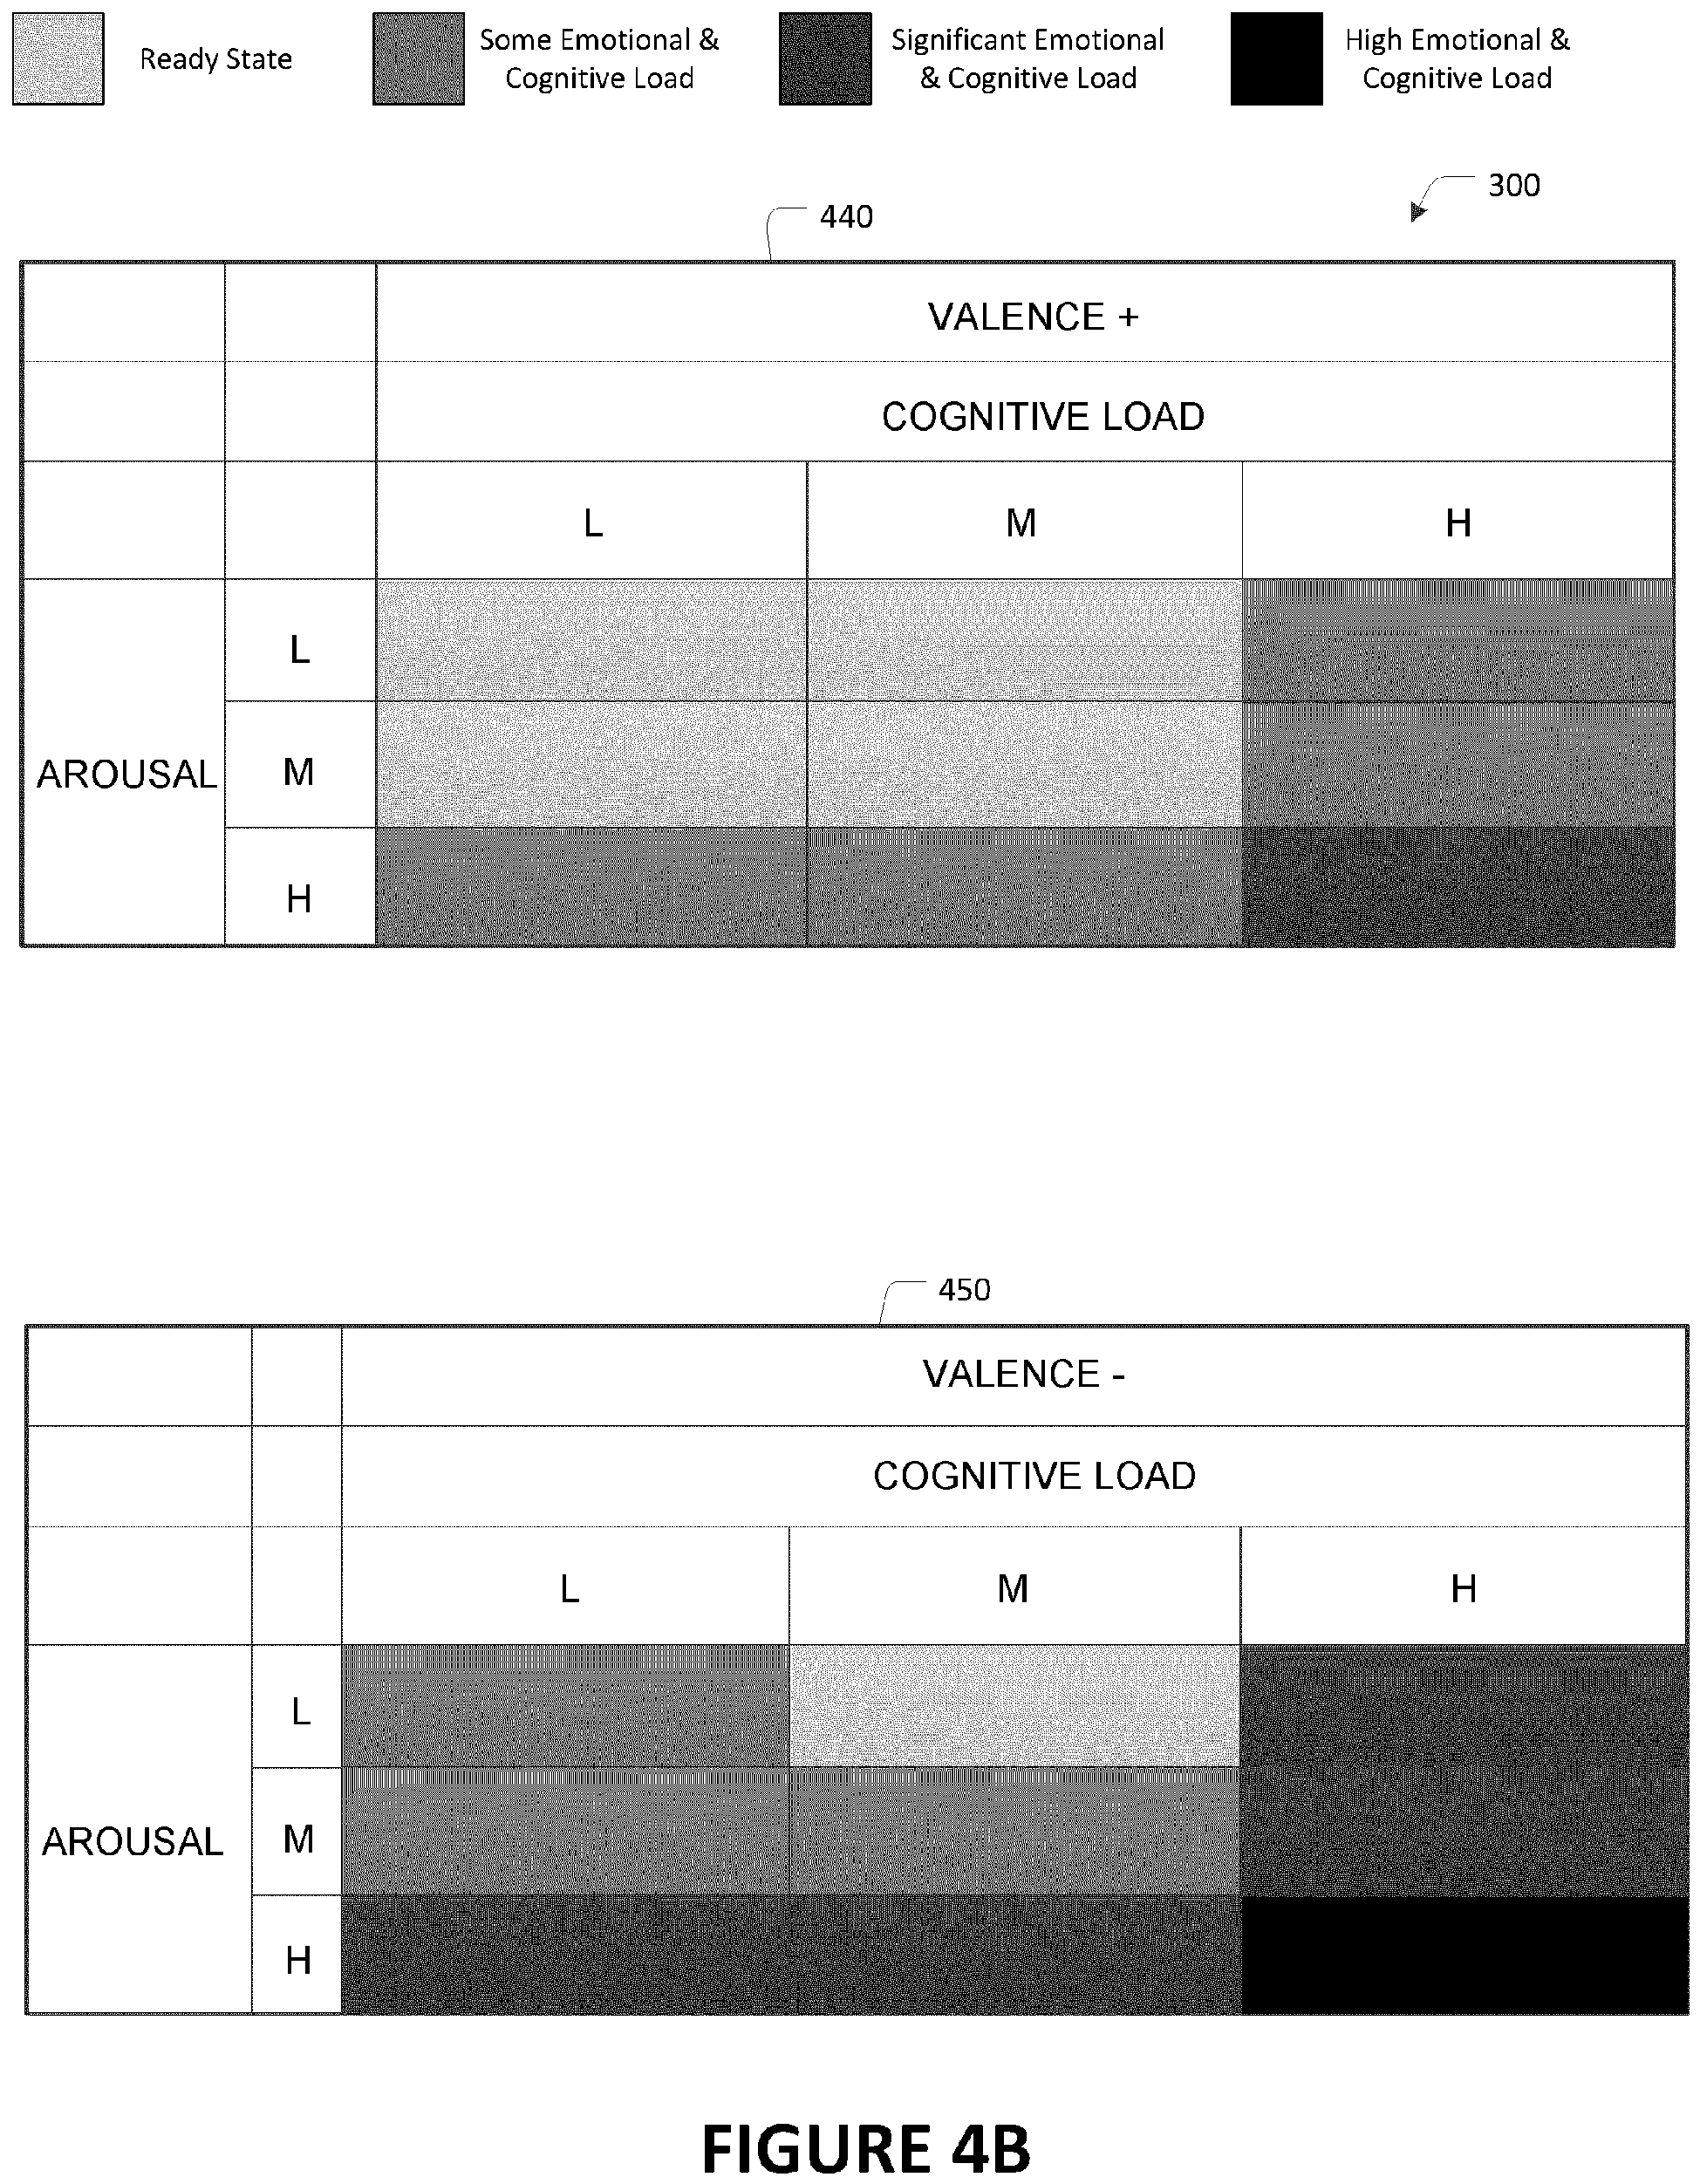 Ready State
Some Emotional &
Cognitive Load
Significant Emotional
& Cognitive Load
High Emotional &
Cognitive Load
300
440
VALENCE +
COGNITIVE LOAD
L M H
L
AROUSAL M
H
450
VALENCE -
COGNITIVE LOAD
L M H
L
AROUSAL M
H
FIGURE 4B